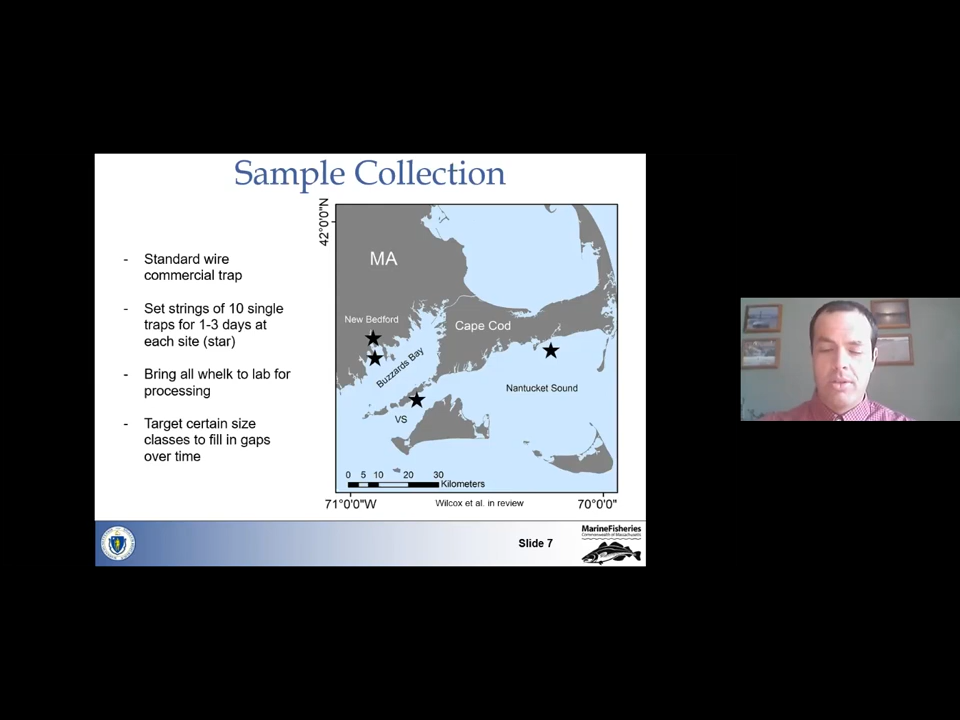 Sample Collection
- Standard wire
commercial trap
- Set strings of 10 single
traps for 1-3 days at
each site (star)
- Bring all whelk to lab for
processing
- Target certain size
classes to fill in gaps
over time
42°0'0"N
MA
New Bedford
Cape Cod
Buzzards Bay
Nantucket Sound
VS
0 5 10 20 30
Kilometers
71°0'0"W
Wilcox et al. in review
70°0'0"
Slide 7
MarineFisheries
Commonwealth of Massachusetts